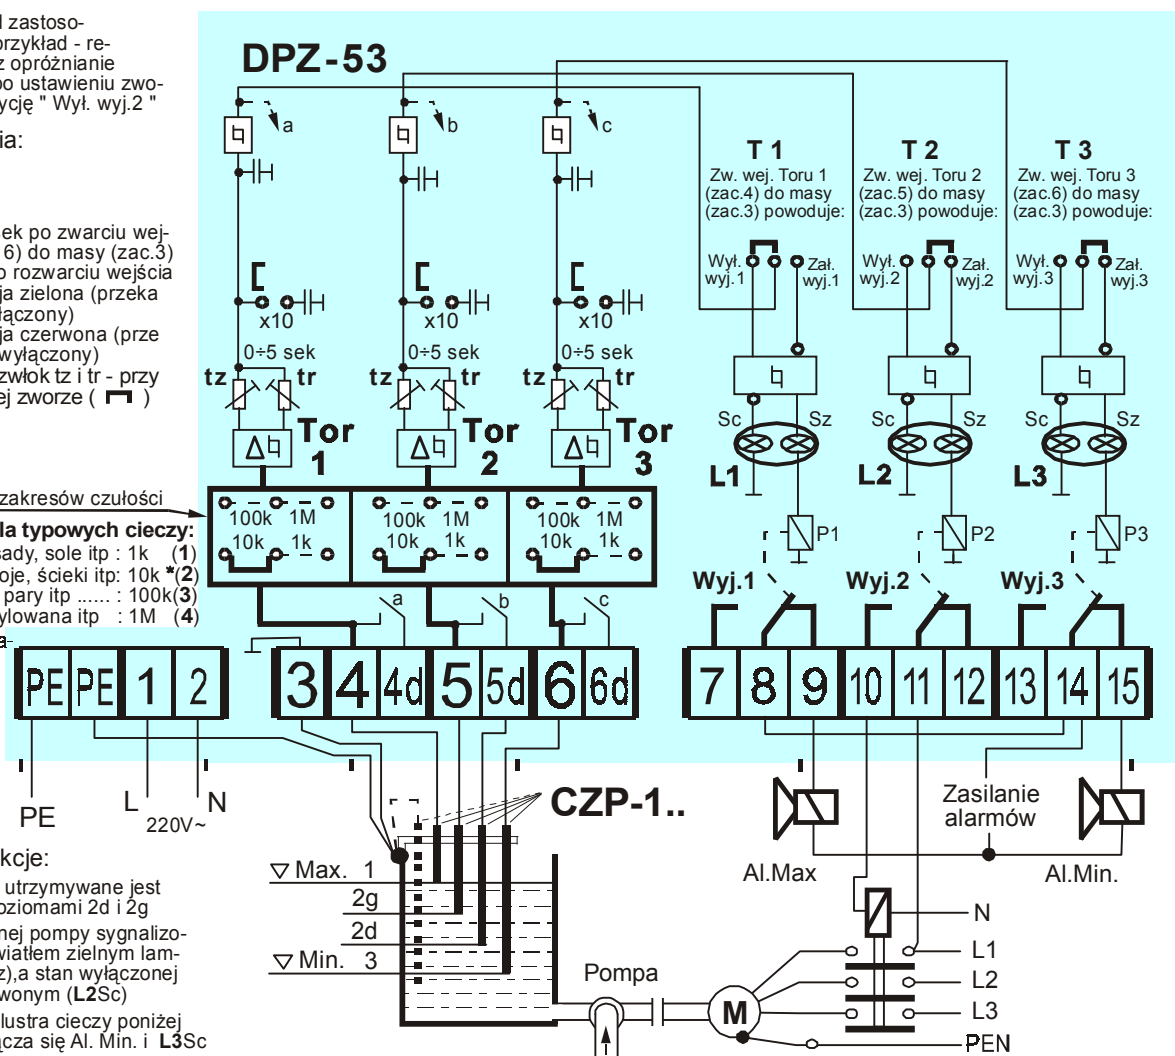 l zastoso-
orzykład - re-
z opróżnianie
po ustawieniu zwo-
ycję " Wył. wyj.2 "
ia:
sek po zwarciu wej-
6) do masy (zac.3)
o rozwarciu wejścia
ja zielona (przeka
łączony)
ja czerwona (prze
wyłączony)
zwłok tz i tr - przy
ej zworze ( )
zakresów czułości
la typowych cieczy:
sady, sole itp : 1k (1)
oje, ścieki itp: 10k *(2)
pary itp ...... : 100k(3)
ylowana itp : 1M (4)
a-
DPZ-53
a
b
c
T 1
T 2
T 3
Zw. wej. Toru 1
(zac.4) do masy
(zac.3) powoduje:
Zw. wej. Toru 2
(zac.5) do masy
(zac.3) powoduje:
Zw. wej. Toru 3
(zac.6) do masy
(zac.3) powoduje:
Wył.
wyj.1
Zał.
wyj.1
Wył.
wyj.2
Zał.
wyj.2
Wył.
wyj.3
Zał.
wyj.3
x10
x10
x10
0÷5 sek
0÷5 sek
0÷5 sek
tz tr
tz tr
tz tr
Tor
1
Tor
2
Tor
3
Sc Sz
Sc Sz
Sc Sz
L1
L2
L3
100k 1M
10k 1k
100k 1M
10k 1k
100k 1M
10k 1k
P1
P2
P3
Wyj.1
Wyj.2
Wyj.3
a
b
c
PE PE 1 2
3 4 4d 5 5d 6 6d
7 8 9 10 11 12 13 14 15
PE
L
N
220V~
CZP-1..
Zasilanie
alarmów
Al.Max
Al.Min.
Max. 1
2g
2d
Min. 3
Pompa
M
N
L1
L2
L3
PEN
kcje:
utrzymywane jest
oziomami 2d i 2g
nej pompy sygnalizo-
wiatłem zielnym lam-
z),a stan wyłączonej
wonym (L2Sc)
lustra cieczy poniżej
ącza się Al. Min. i L3Sc